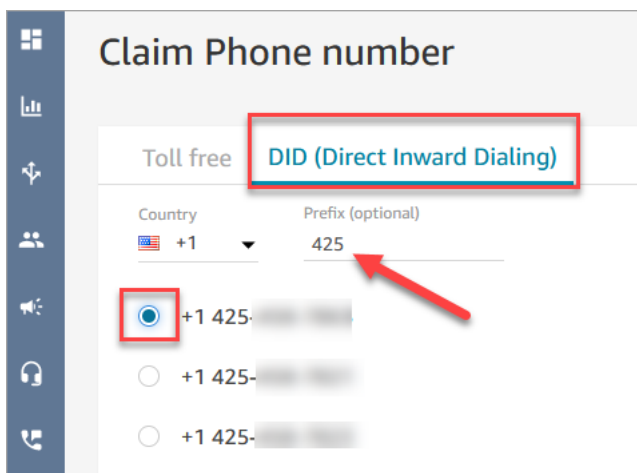 Claim Phone number
Toll free DID (Direct Inward Dialing)
Country Prefix (optional)
+1 425
+1 425-
+1 425-
+1 425-